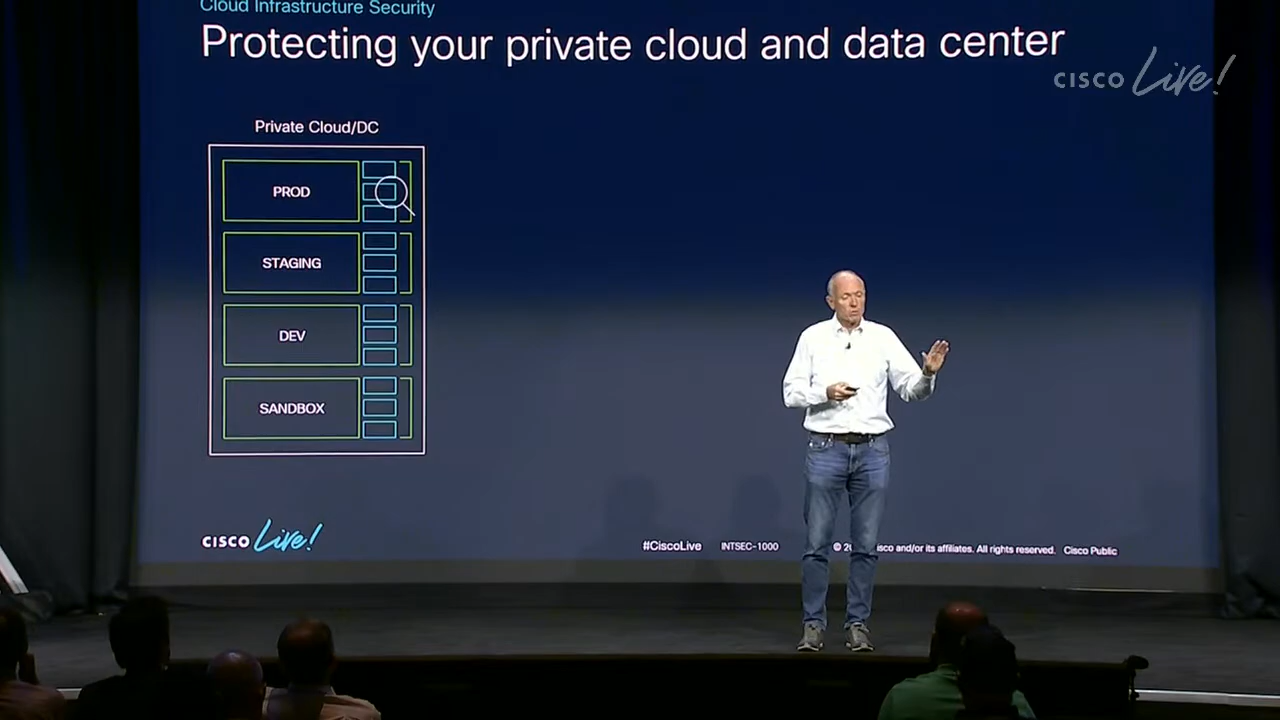 Cloud Infrastructure Security
Protecting your private cloud and data center
CISCO Live!
Private Cloud/DC
PROD
STAGING
DEV
SANDBOX
CISCO Live!
#CiscoLive INTSEC-1000 © and/or its affiliates. All rights reserved. Cisco Public